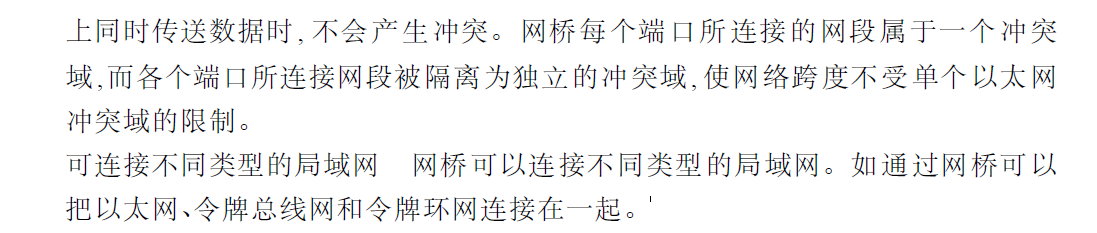 上同时传送数据时,不会产生冲突。网桥每个端口所连接的网段属于一个冲突
域,而各个端口所连接网段被隔离为独立的冲突域,使网络跨度不受单个以太网
冲突域的限制。
可连接不同类型的局域网　网桥可以连接不同类型的局域网。如通过网桥可以
把以太网、令牌总线网和令牌环网连接在一起。